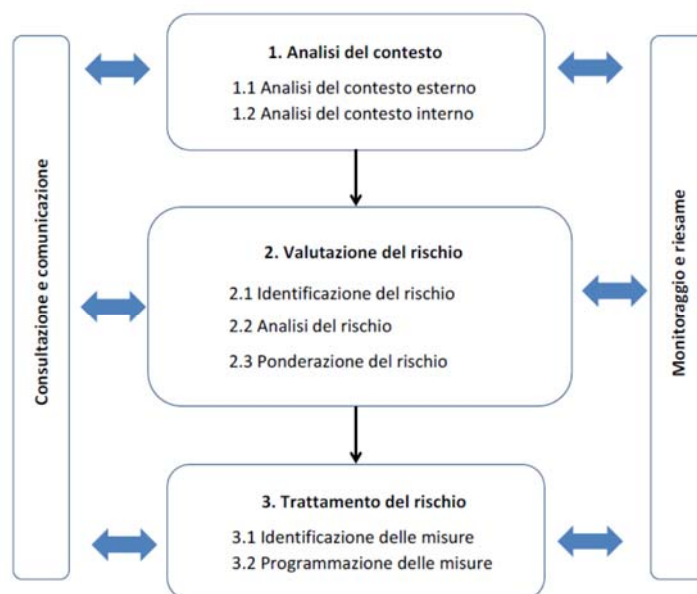 Consultazione e comunicazione
1. Analisi del contesto
1.1 Analisi del contesto esterno
1.2 Analisi del contesto interno
2. Valutazione del rischio
2.1 Identificazione del rischio
2.2 Analisi del rischio
2.3 Ponderazione del rischio
3. Trattamento del rischio
3.1 Identificazione delle misure
3.2 Programmazione delle misure
Monitoraggio e riesame